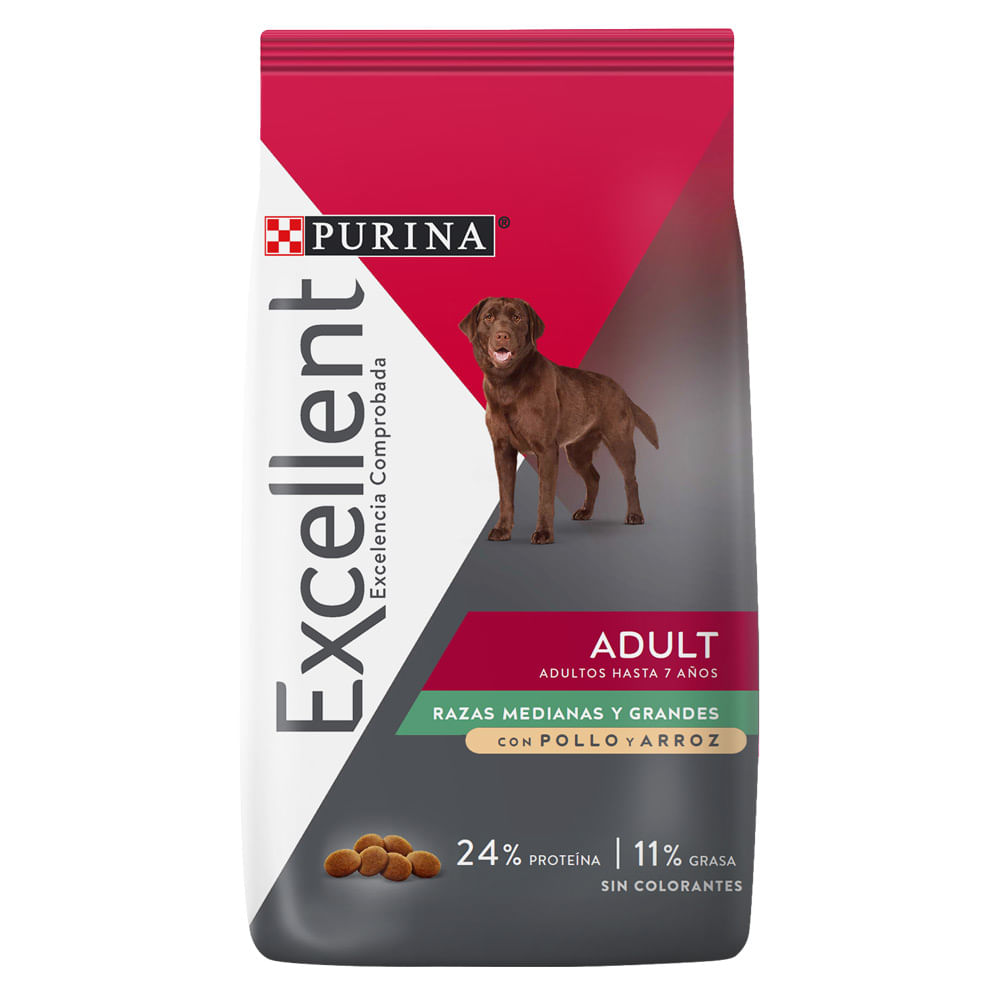 PURINA®
Excellent
Excelencia Comprobada
ADULT
ADULTOS HASTA 7 AÑOS
RAZAS MEDIANAS Y GRANDES
CON POLLO Y ARROZ
24% PROTEÍNA | 11% GRASA
SIN COLORANTES